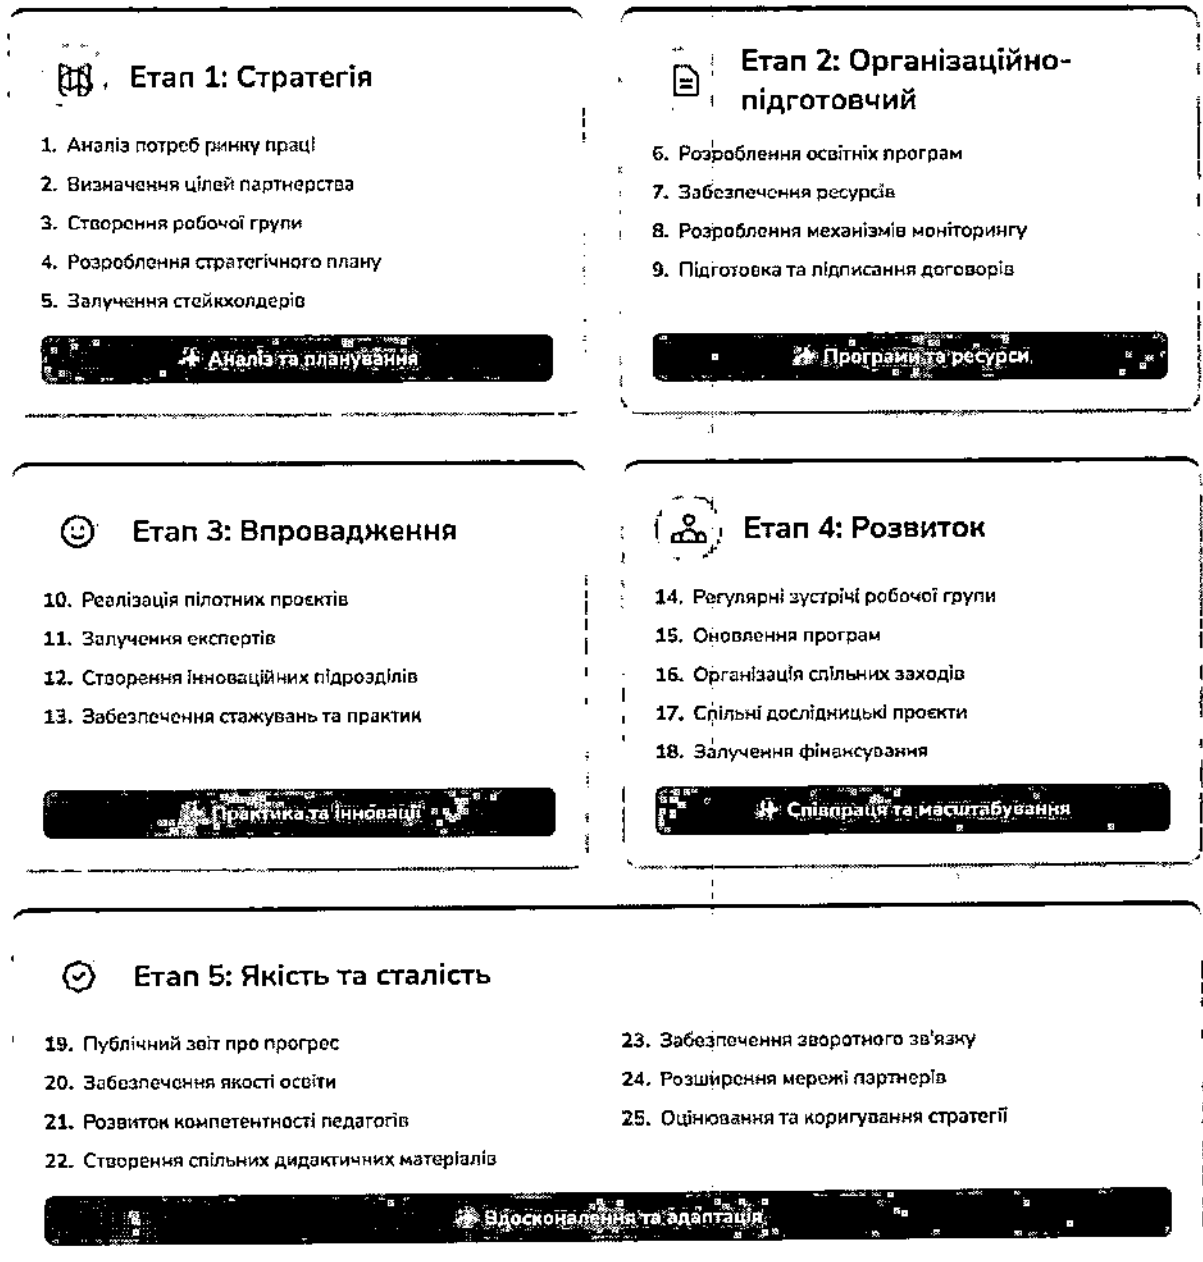 Етап 1: Стратегія
1. Аналіз потреб ринку праці
2. Визначення цілей партнерства
3. Створення робочої групи
4. Розроблення стратегічного плану
5. Залучення стейкхолдерів
Аналіз та планування
Етап 2: Організаційно-
підготовчий
6. Розроблення освітніх програм
7. Забезпечення ресурсів
8. Розроблення механізмів моніторингу
9. Підготовка та підписання договорів
Програми та ресурси
Етап 3: Впровадження
10. Реалізація пілотних проєктів
11. Залучення експертів
12. Створення інноваційних підрозділів
13. Забезпечення стажувань та практик
Практика та інновації
Етап 4: Розвиток
14. Регулярні зустрічі робочої групи
15. Оновлення програм
16. Організація спільних заходів
17. Спільні дослідницькі проєкти
18. Залучення фінансування
Співпраця та масштабування
Етап 5: Якість та сталість
19. Публічний звіт про прогрес
20. Забезпечення якості освіти
21. Розвиток компетентності педагогів
22. Створення спільних дидактичних матеріалів
23. Забезпечення зворотного зв'язку
24. Розширення мережі партнерів
25. Оцінювання та коригування стратегії
Вдосконалення та адаптація